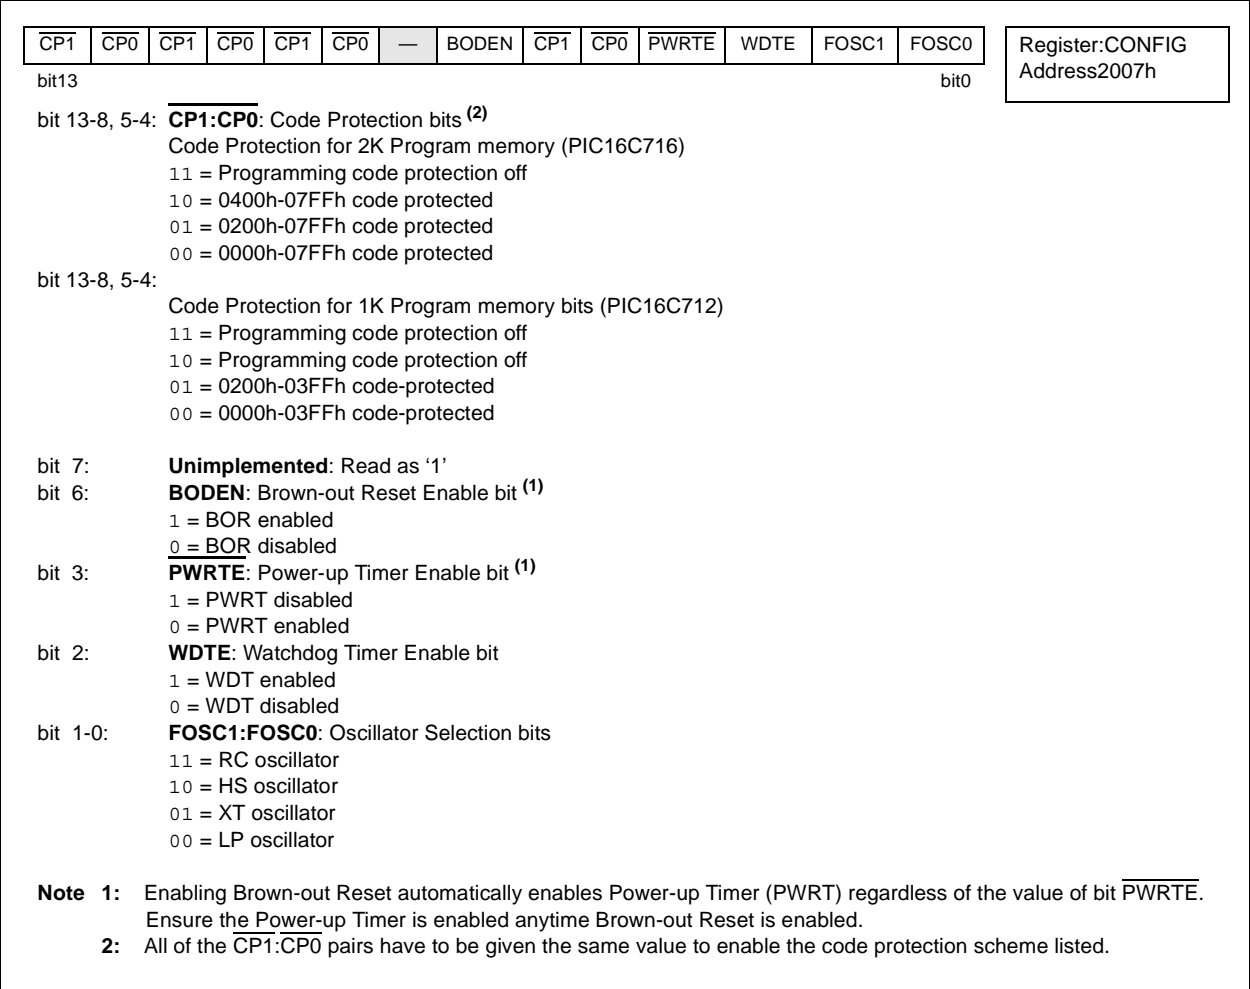 CP1 CP0 CP1 CP0 CP1 CP0 — BODEN CP1 CP0 PWRTE WDTE FOSC1 FOSC0
Register:CONFIG
Address2007h
bit13 bit0
bit 13-8, 5-4: CP1:CP0: Code Protection bits (2)
Code Protection for 2K Program memory (PIC16C716)
11 = Programming code protection off
10 = 0400h-07FFh code protected
01 = 0200h-07FFh code protected
00 = 0000h-07FFh code protected
bit 13-8, 5-4:
Code Protection for 1K Program memory bits (PIC16C712)
11 = Programming code protection off
10 = Programming code protection off
01 = 0200h-03FFh code-protected
00 = 0000h-03FFh code-protected
bit 7: Unimplemented: Read as ‘1’
bit 6: BODEN: Brown-out Reset Enable bit (1)
1 = BOR enabled
0 = BOR disabled
bit 3: PWRTE: Power-up Timer Enable bit (1)
1 = PWRT disabled
0 = PWRT enabled
bit 2: WDTE: Watchdog Timer Enable bit
1 = WDT enabled
0 = WDT disabled
bit 1-0: FOSC1:FOSC0: Oscillator Selection bits
11 = RC oscillator
10 = HS oscillator
01 = XT oscillator
00 = LP oscillator
Note 1: Enabling Brown-out Reset automatically enables Power-up Timer (PWRT) regardless of the value of bit PWRTE.
Ensure the Power-up Timer is enabled anytime Brown-out Reset is enabled.
2: All of the CP1:CP0 pairs have to be given the same value to enable the code protection scheme listed.